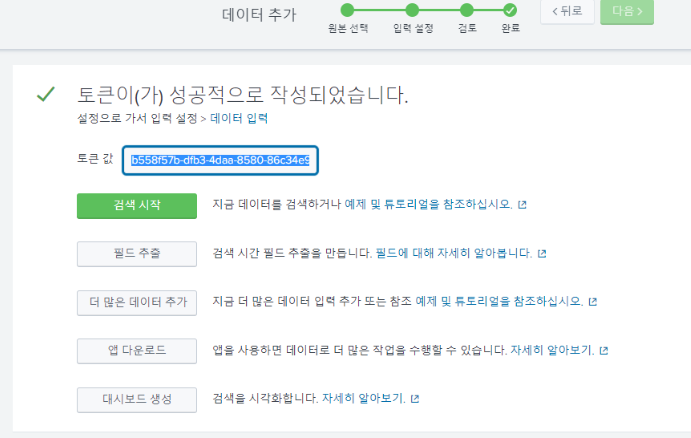 데이터 추가
원본 선택 입력 설정 검토 완료
< 뒤로
다음 >
토큰이(가) 성공적으로 작성되었습니다.
설정으로 가서 입력 설정 > 데이터 입력
토큰 값 b558f57b-dfb3-4daa-8580-86c34e9
검색 시작 지금 데이터를 검색하거나 예제 및 튜토리얼을 참조하십시오.
필드 추출 검색 시간 필드 추출을 만듭니다. 필드에 대해 자세히 알아봅니다.
더 많은 데이터 추가 지금 더 많은 데이터 입력 추가 또는 참조 예제 및 튜토리얼을 참조하십시오.
앱 다운로드 앱을 사용하면 데이터로 더 많은 작업을 수행할 수 있습니다. 자세히 알아보기.
대시보드 생성 검색을 시각화합니다. 자세히 알아보기.